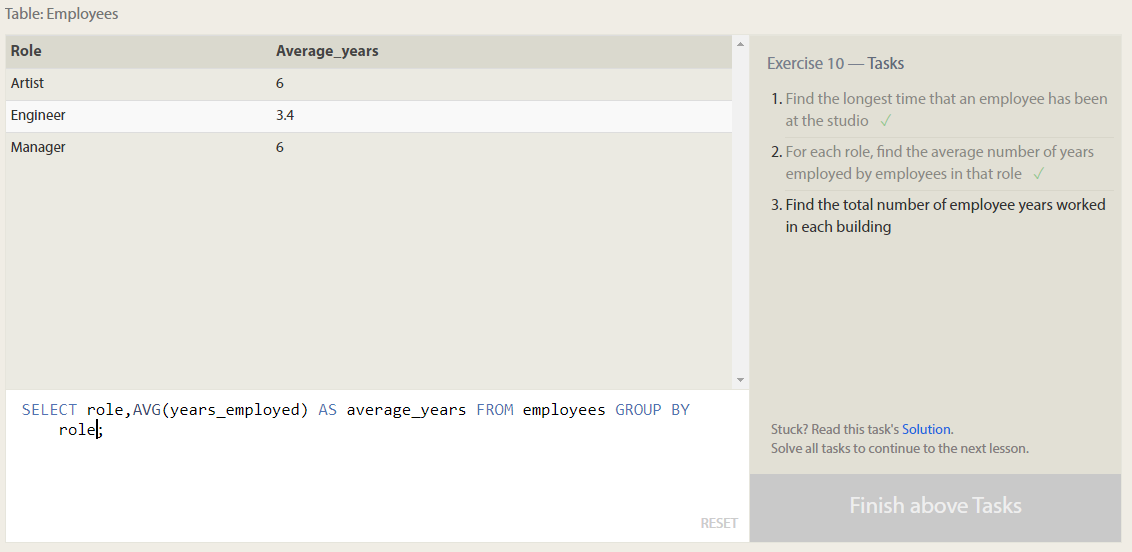 Table: Employees
Role Average_years
Artist 6
Engineer 3.4
Manager 6
SELECT role,AVG(years_employed) AS average_years FROM employees GROUP BY
role;
RESET
Exercise 10 — Tasks
1. Find the longest time that an employee has been
at the studio ✓
2. For each role, find the average number of years
employed by employees in that role ✓
3. Find the total number of employee years worked
in each building
Stuck? Read this task's Solution.
Solve all tasks to continue to the next lesson.
Finish above Tasks